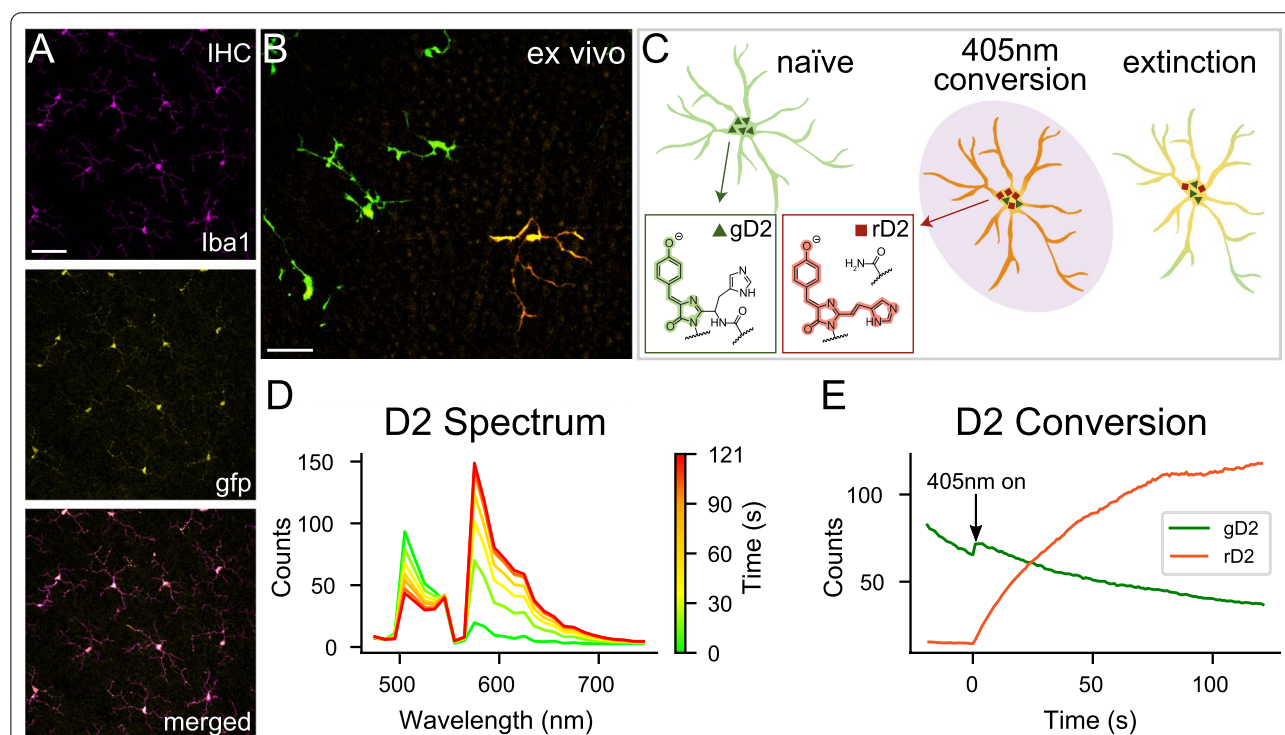 A
IHC
Iba1
gfp
merged
B
ex vivo
C
naïve
405nm
conversion
extinction
gD2
rD2
O
⊖
N
N
O
N
NH
HN
O
O
⊖
H₂N
O
N
N
O
N
HN
D
D2 Spectrum
Counts
150
100
50
0
500
600
700
Wavelength (nm)
121
90
60
30
0
Time (s)
E
D2 Conversion
Counts
100
50
405nm on
gD2
rD2
0
50
100
Time (s)